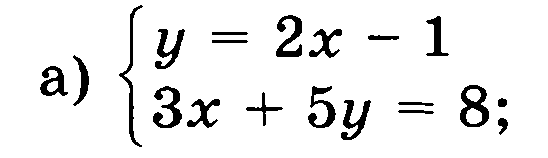 а) { y = 2x − 1
3x + 5y = 8;